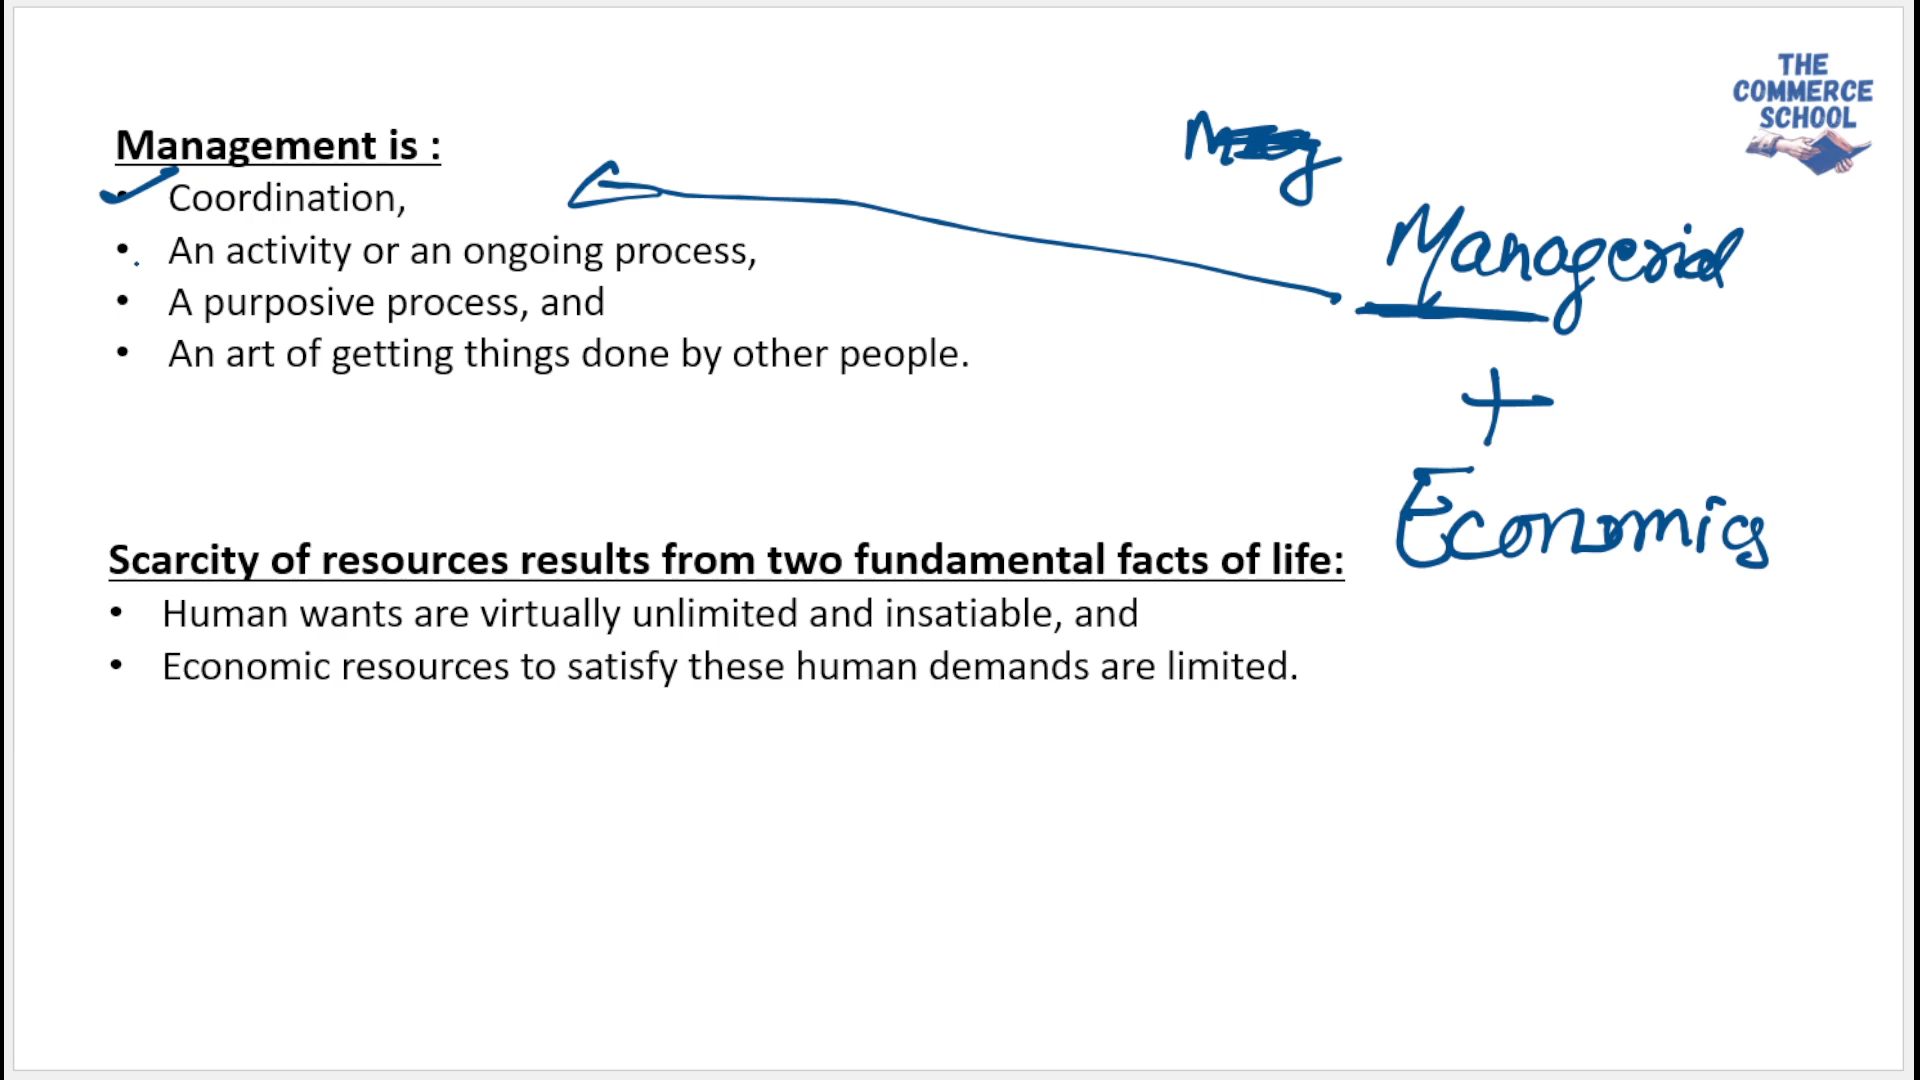 THE
COMMERCE
SCHOOL
Management is :
• Coordination,
• An activity or an ongoing process,
• A purposive process, and
• An art of getting things done by other people.
Managerial
+
Economics
Scarcity of resources results from two fundamental facts of life:
• Human wants are virtually unlimited and insatiable, and
• Economic resources to satisfy these human demands are limited.